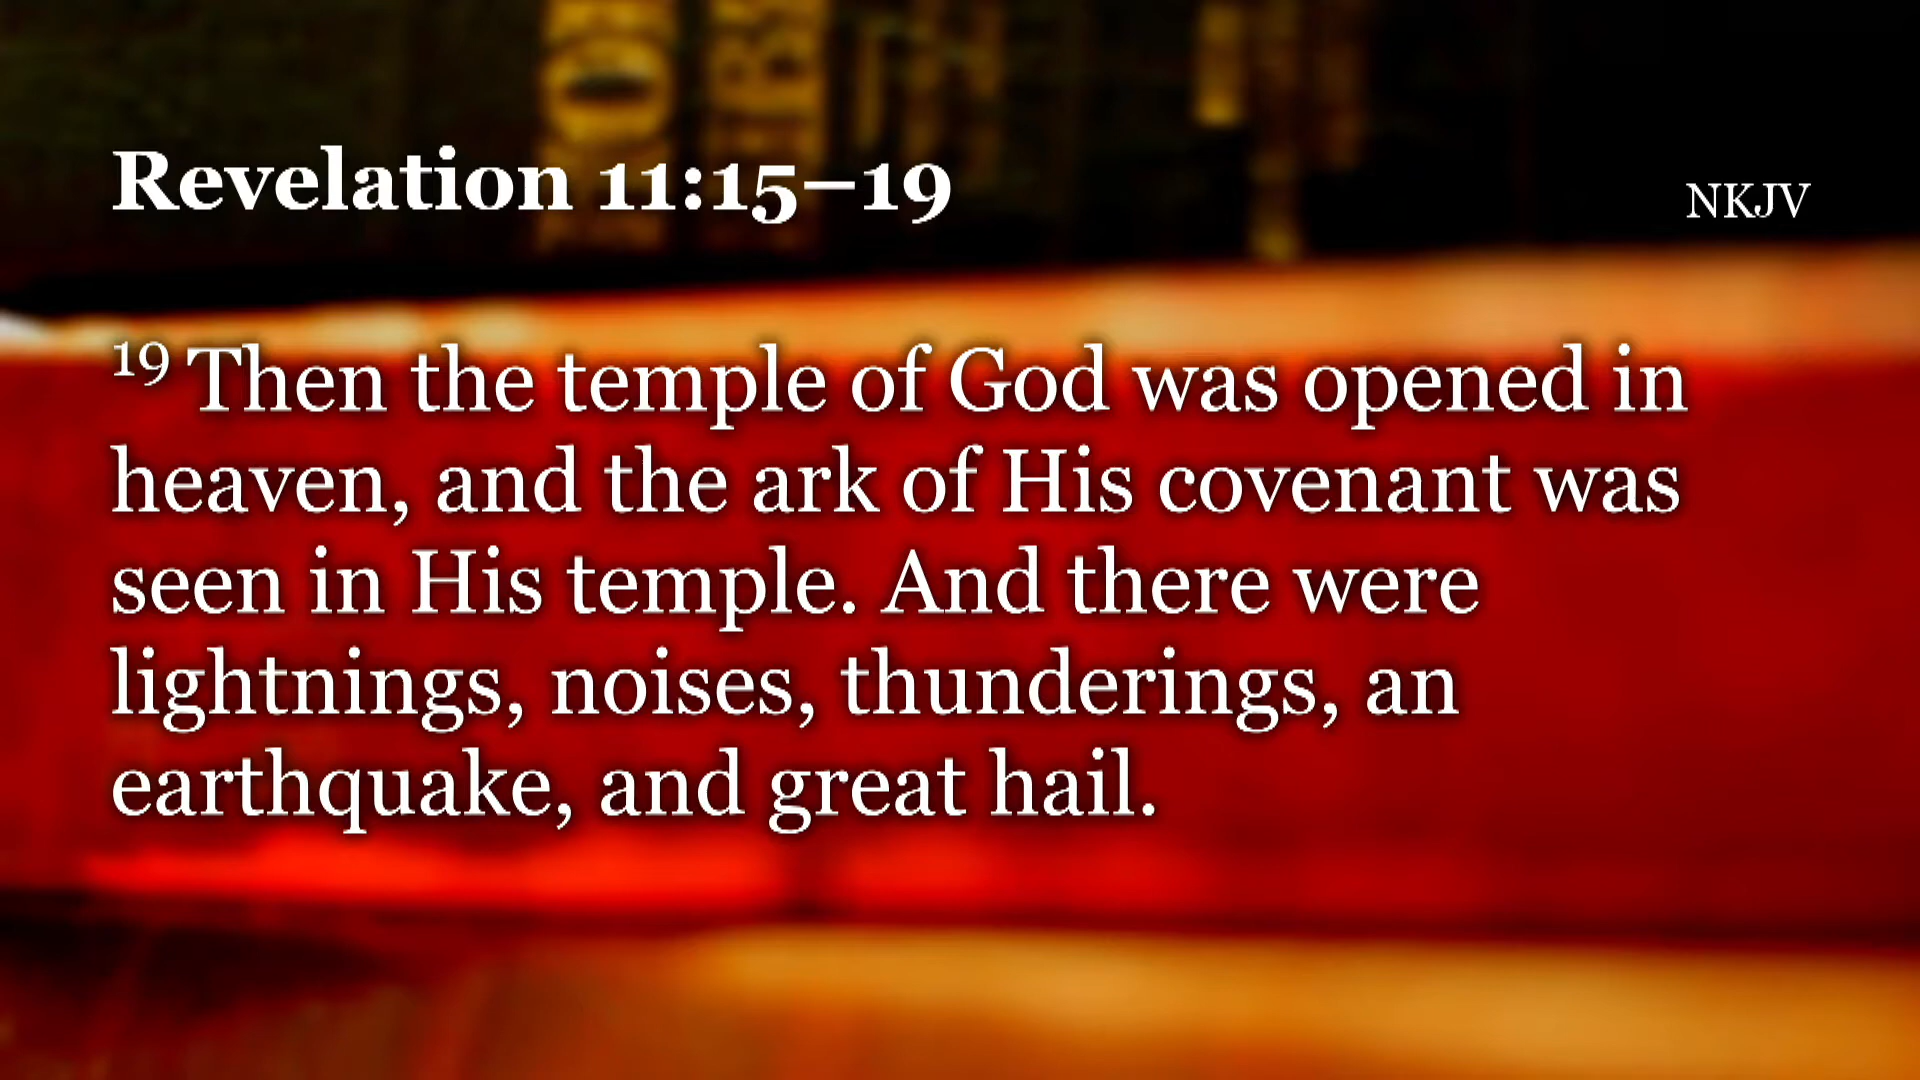 Revelation 11:15–19
NKJV
19 Then the temple of God was opened in
heaven, and the ark of His covenant was
seen in His temple. And there were
lightnings, noises, thunderings, an
earthquake, and great hail.